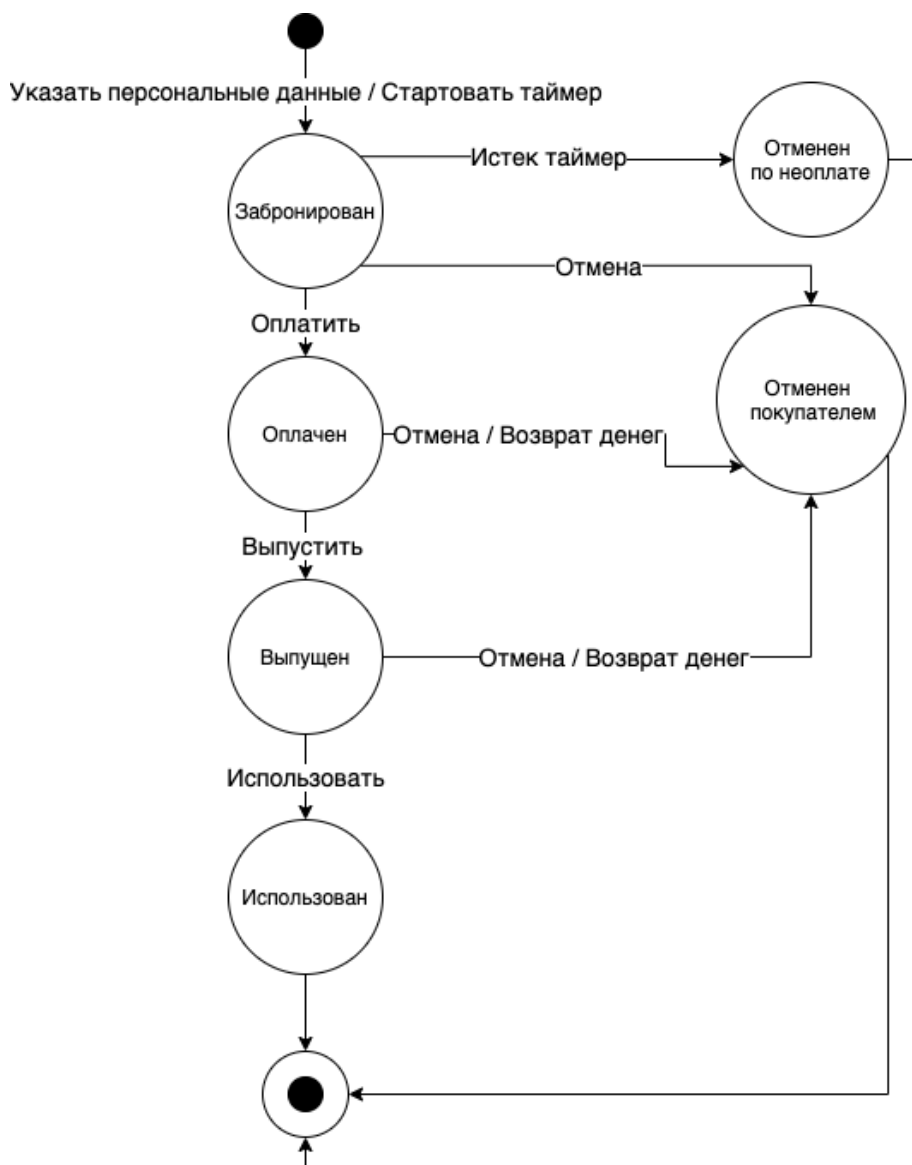 Указать персональные данные / Стартовать таймер
Истек таймер
Отменен
по неоплате
Забронирован
Отмена
Оплатить
Отменен
покупателем
Оплачен
Отмена / Возврат денег
Выпустить
Выпущен
Отмена / Возврат денег
Использовать
Использован